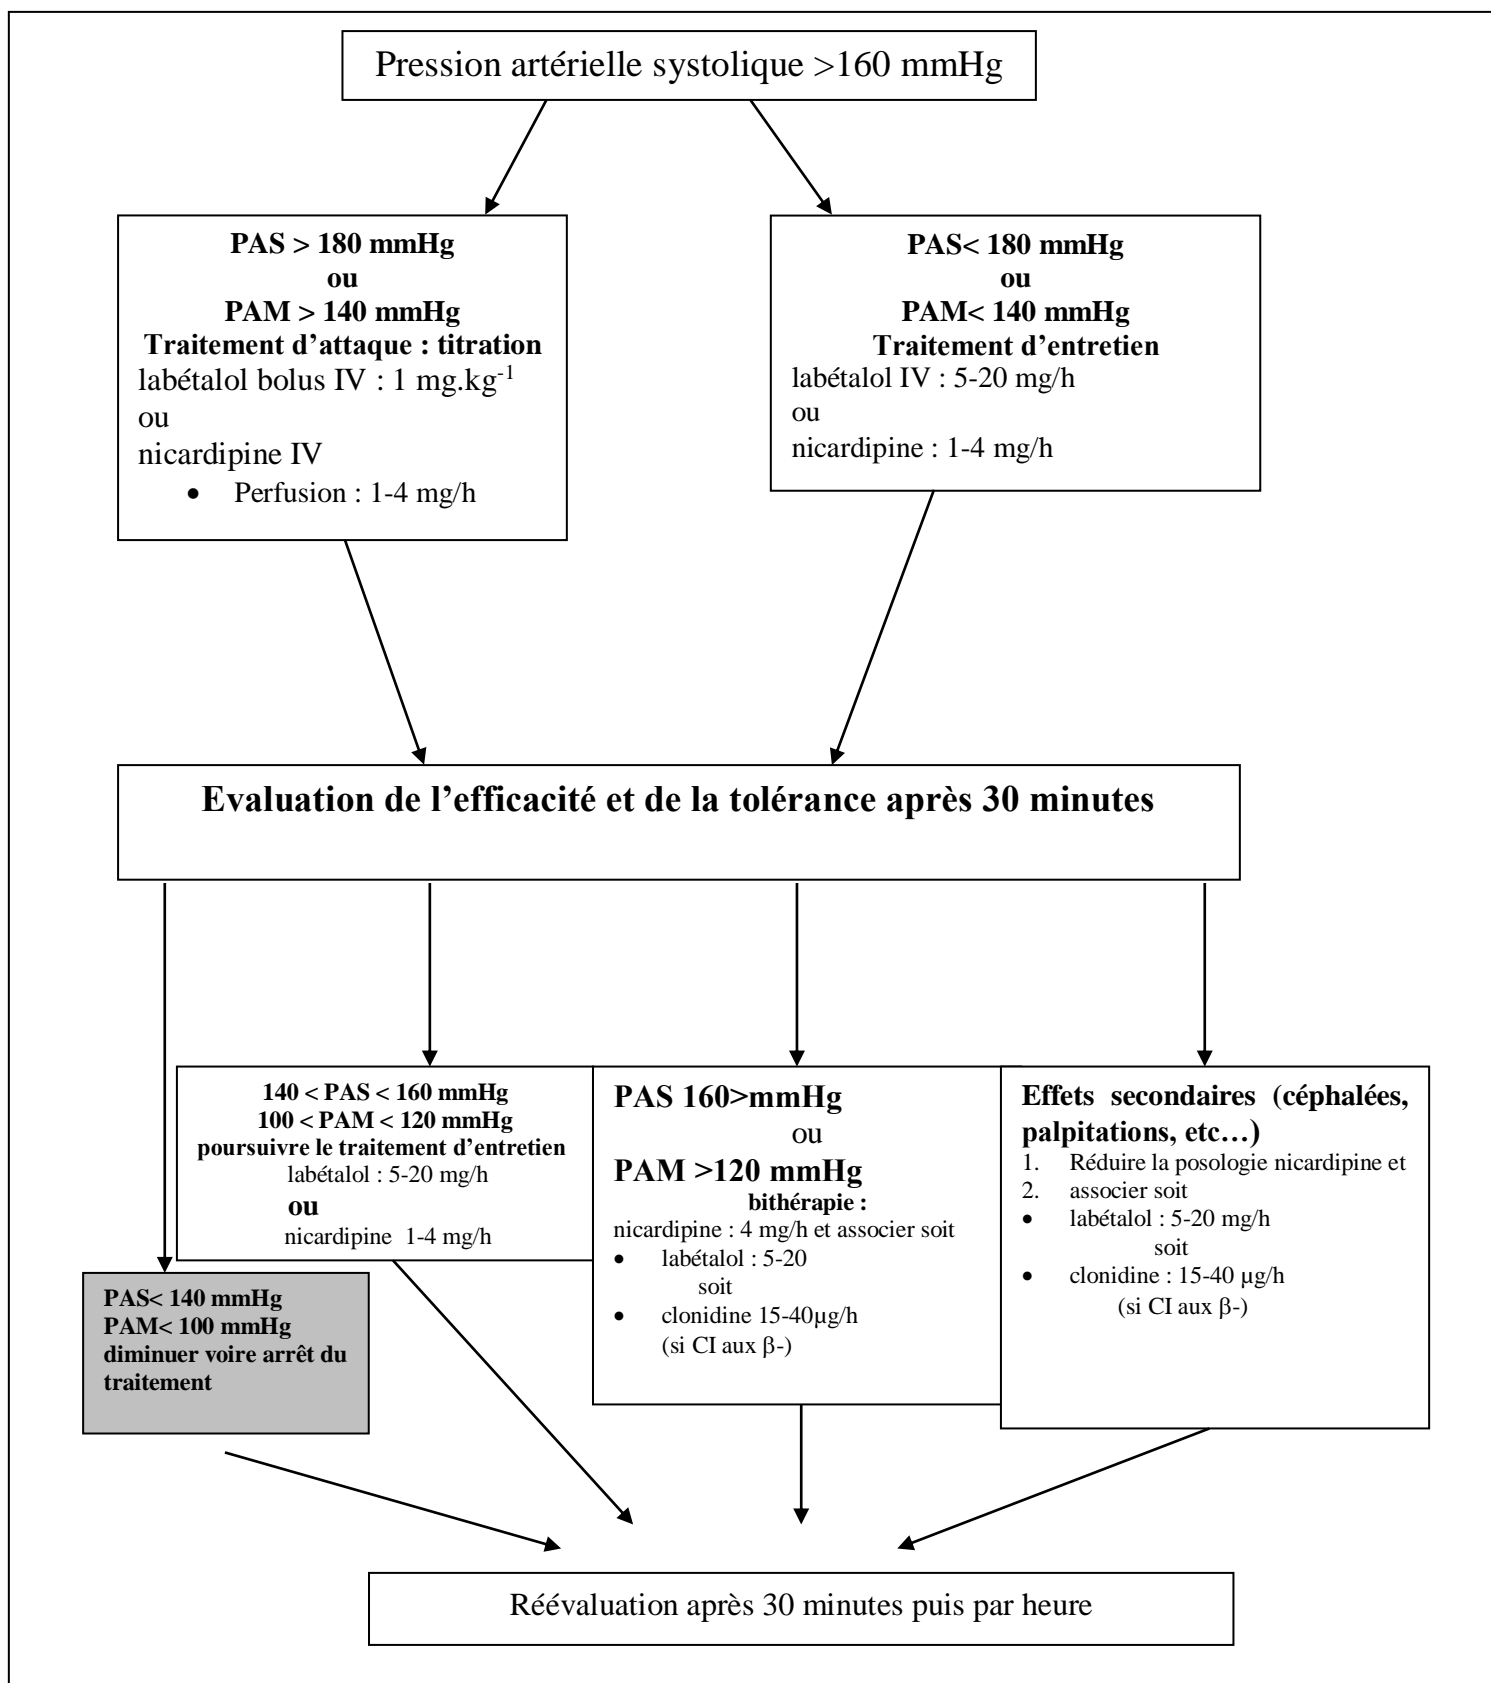 Pression artérielle systolique >160 mmHg
PAS > 180 mmHg
ou
PAM > 140 mmHg
Traitement d’attaque : titration
labétalol bolus IV : 1 mg.kg⁻¹
ou
nicardipine IV
• Perfusion : 1-4 mg/h
PAS< 180 mmHg
ou
PAM< 140 mmHg
Traitement d’entretien
labétalol IV : 5-20 mg/h
ou
nicardipine : 1-4 mg/h
Evaluation de l’efficacité et de la tolérance après 30 minutes
140 < PAS < 160 mmHg
100 < PAM < 120 mmHg
poursuivre le traitement d’entretien
labétalol : 5-20 mg/h
ou
nicardipine 1-4 mg/h
PAS 160>mmHg
ou
PAM >120 mmHg
bithérapie :
nicardipine : 4 mg/h et associer soit
• labétalol : 5-20
soit
• clonidine 15-40µg/h
(si CI aux β-)
Effets secondaires (céphalées,
palpitations, etc…)
1. Réduire la posologie nicardipine et
2. associer soit
• labétalol : 5-20 mg/h
soit
• clonidine : 15-40 µg/h
(si CI aux β-)
PAS< 140 mmHg
PAM< 100 mmHg
diminuer voire arrêt du
traitement
Réévaluation après 30 minutes puis par heure